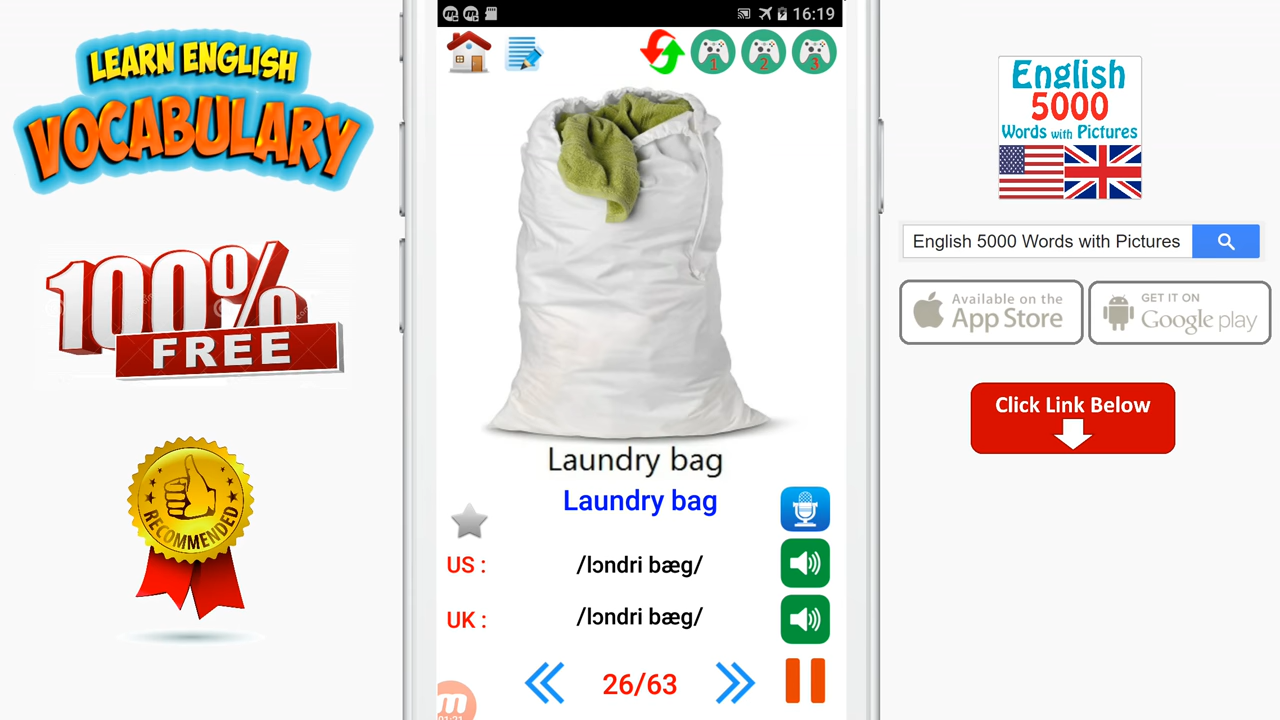 LEARN ENGLISH
VOCABULARY
100%
FREE
RECOMMENDED
16:19
1
2
3
Laundry bag
Laundry bag
US :
/lɔndri bæg/
UK :
/lɔndri bæg/
26/63
English
5000
Words with Pictures
English 5000 Words with Pictures
Available on the
App Store
GET IT ON
Google play
Click Link Below